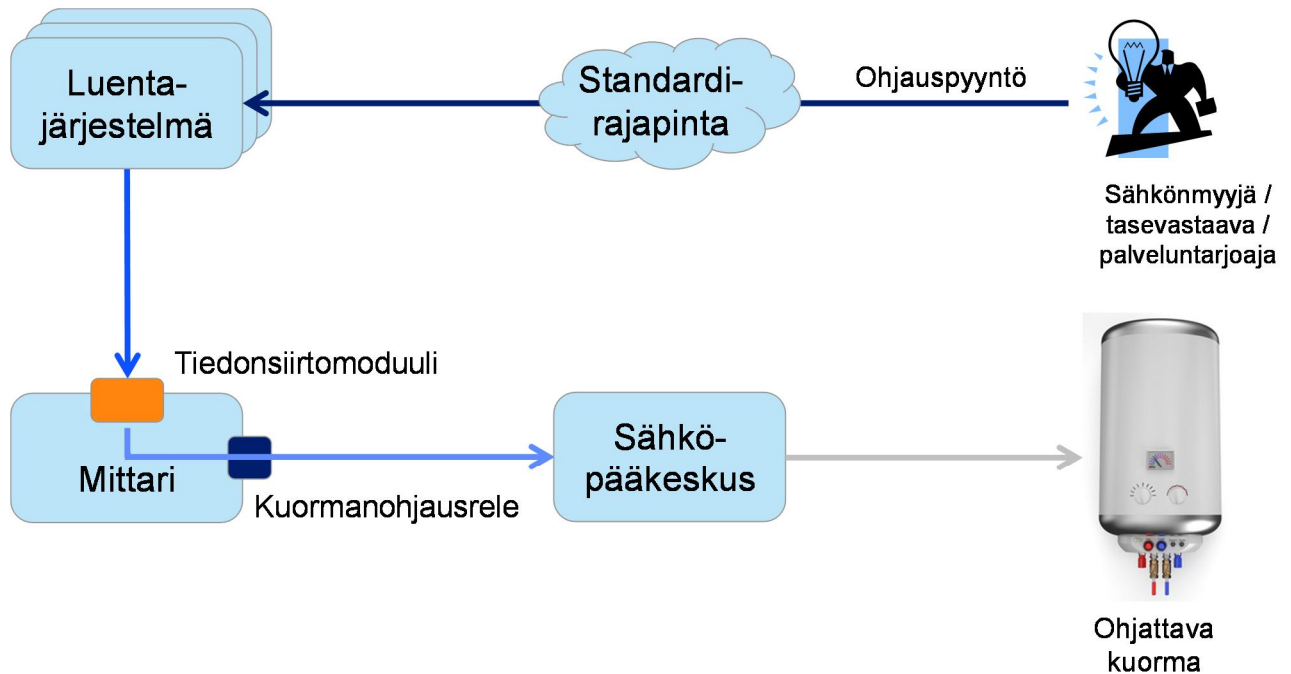 Luenta-
järjestelmä
Standardi-
rajapinta
Ohjauspyyntö
Sähkönmyyjä /
tasevastaava /
palveluntarjoaja
Tiedonsiirtomoduuli
Mittari
Kuormanohjausrele
Sähkö-
pääkeskus
Ohjattava
kuorma